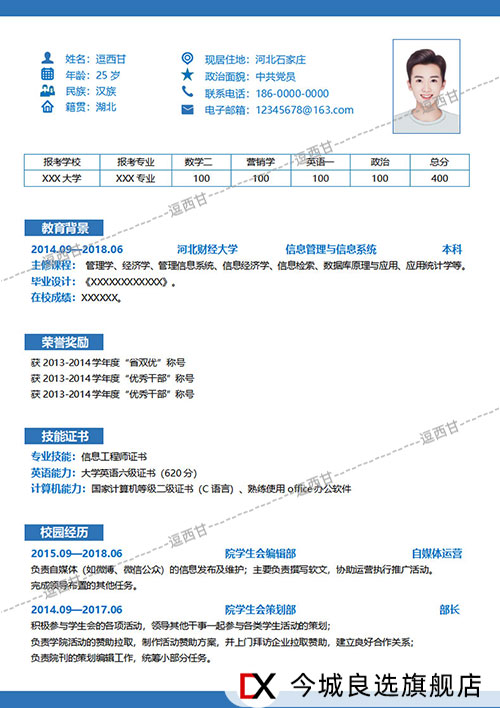 姓名：逗西甘
现居住地：河北石家庄
年龄：25 岁
政治面貌：中共党员
民族：汉族
联系电话：186-0000-0000
籍贯：湖北
电子邮箱：12345678@163.com
报考学校 报考专业 数学二 营销学 英语一 政治 总分
XXX 大学 XXX 专业 100 100 100 100 400
教育背景
2014.09—2018.06 河北财经大学 信息管理与信息系统 本科
主修课程： 管理学、经济学、管理信息系统、信息经济学、信息检索、数据库原理与应用、应用统计学等。
毕业设计：《XXXXXXXXXXXX》。
在校成绩：XXXXXX。
荣誉奖励
获 2013-2014 学年度“省双优”称号
获 2013-2014 学年度“优秀干部”称号
获 2013-2014 学年度“优秀干部”称号
技能证书
专业技能：信息工程师证书
英语能力：大学英语六级证书（620 分）
计算机能力：国家计算机等级二级证书（C 语言）、熟练使用 office 办公软件
校园经历
2015.09—2018.06 院学生会编辑部 自媒体运营
负责自媒体（如微博、微信公众）的信息发布及维护；主要负责撰写软文，协助运营执行推广活动。
完成领导布置的其他任务。
2014.09—2017.06 院学生会策划部 部长
积极参与学生会的各项活动，领导其他干事一起参与各类学生活动的策划；
负责学院活动的赞助拉取，制作活动赞助方案，并上门拜访企业拉取赞助，建立良好合作关系；
负责院刊的策划编辑工作，统筹小部分任务。
逗西甘
逗西甘
逗西甘
逗西甘
逗西甘
逗西甘
CX 今城良选旗舰店